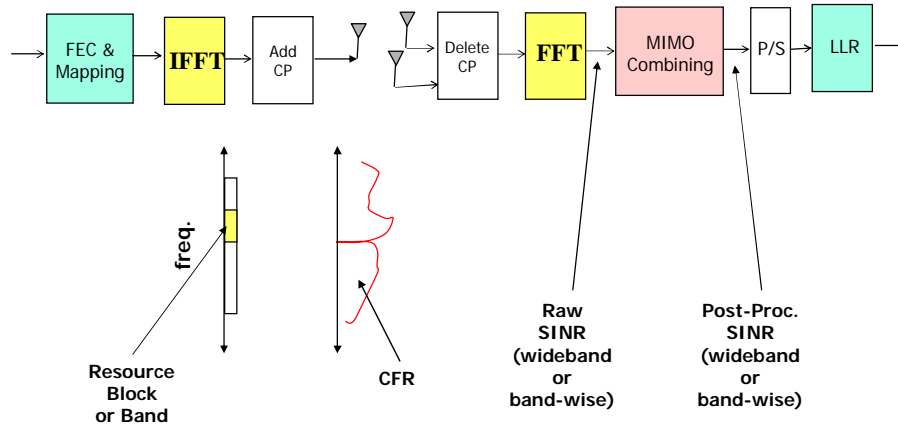 FEC &
Mapping
IFFT
Add
CP
Delete
CP
FFT
MIMO
Combining
P/S
LLR
freq.
Resource
Block
or Band
CFR
Raw
SINR
(wideband
or
band-wise)
Post-Proc.
SINR
(wideband
or
band-wise)